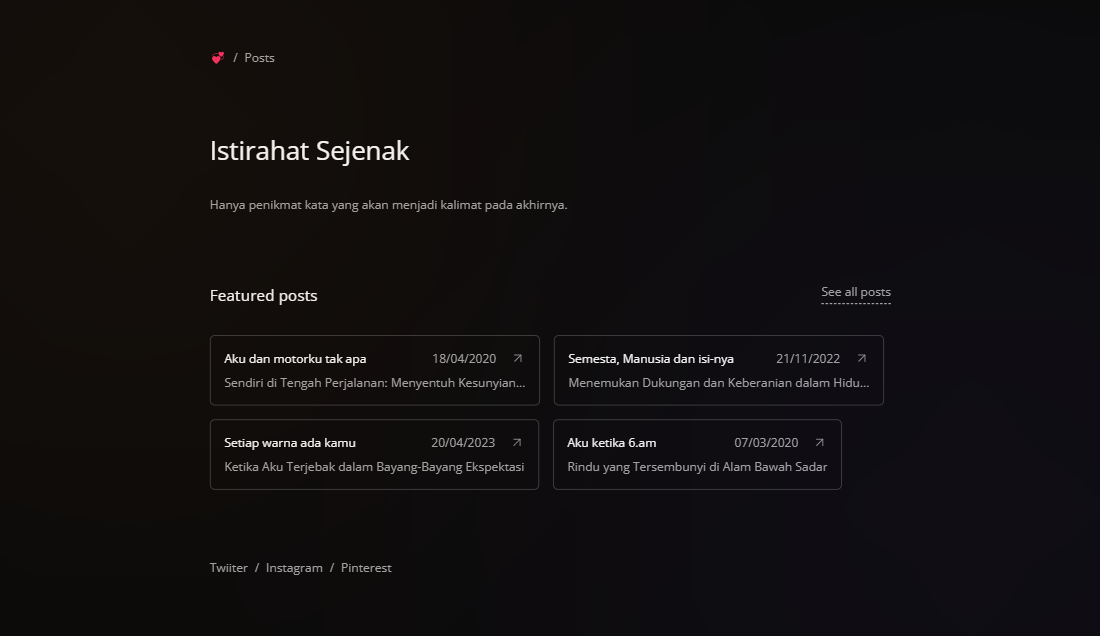 💞 / Posts
Istirahat Sejenak
Hanya penikmat kata yang akan menjadi kalimat pada akhirnya.
Featured posts See all posts
Aku dan motorku tak apa 18/04/2020
Sendiri di Tengah Perjalanan: Menyentuh Kesunyian...
Semesta, Manusia dan isi-nya 21/11/2022
Menemukan Dukungan dan Keberanian dalam Hidu...
Setiap warna ada kamu 20/04/2023
Ketika Aku Terjebak dalam Bayang-Bayang Ekspektasi
Aku ketika 6.am 07/03/2020
Rindu yang Tersembunyi di Alam Bawah Sadar
Twiiter / Instagram / Pinterest